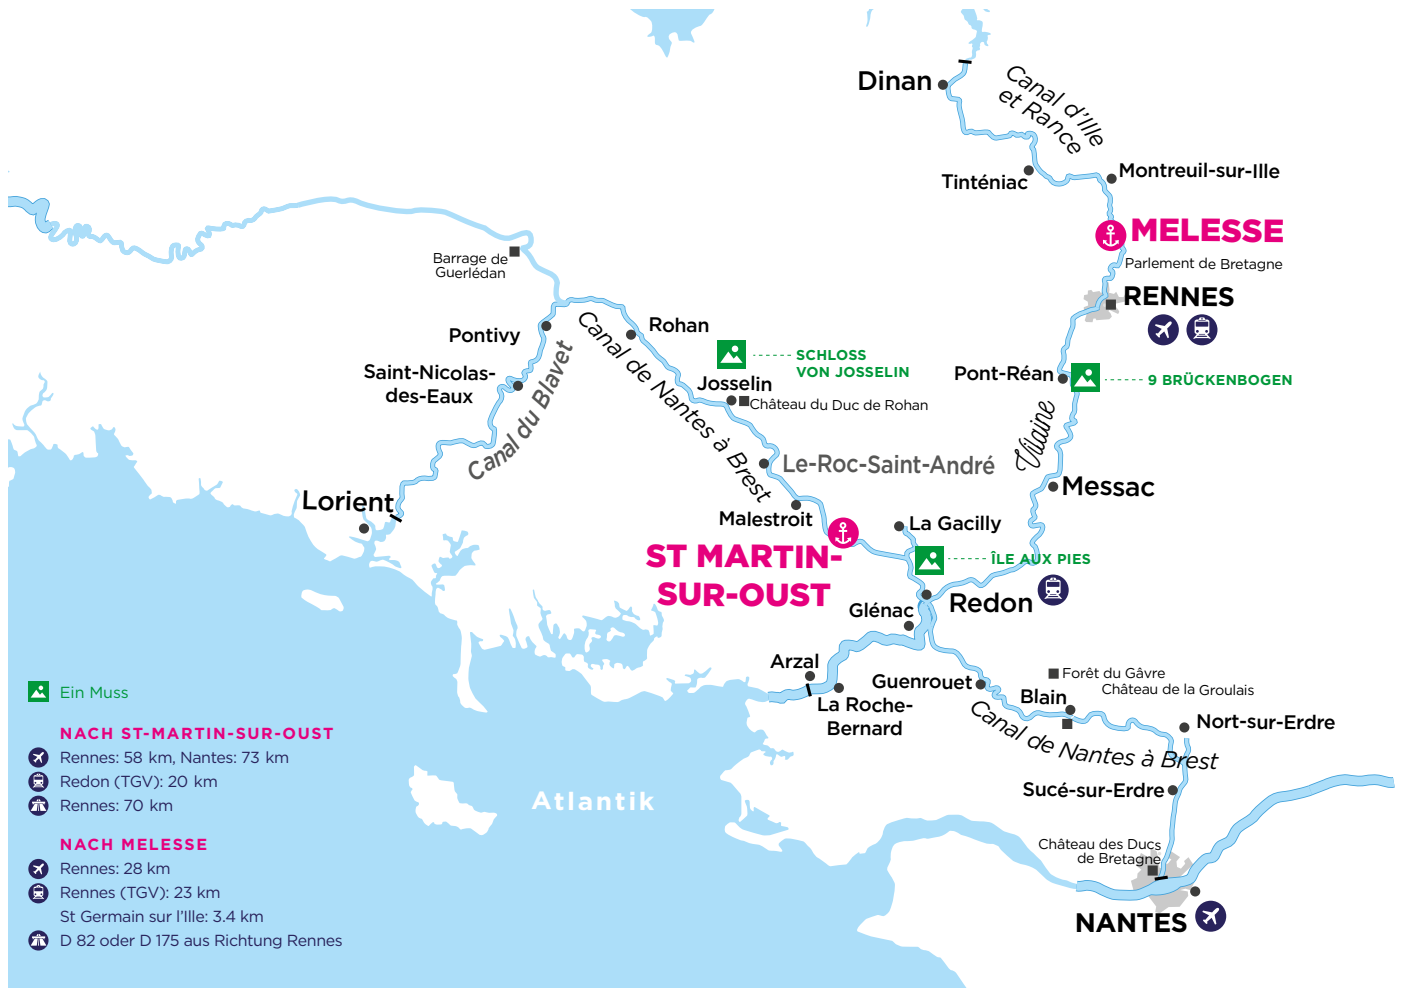 Dinan
Canal d'Ille
et Rance
Tinténiac
Montreuil-sur-Ille
MELESSE
Parlement de Bretagne
RENNES
Barrage de
Guerlédan
Pontivy
Rohan
Saint-Nicolas-
des-Eaux
Canal du Blavet
Canal de Nantes à Brest
SCHLOSS
VON JOSSELIN
Josselin
Château du Duc de Rohan
Pont-Réan
9 BRÜCKENBOGEN
Vilaine
Le-Roc-Saint-André
Messac
Lorient
Malestroit
La Gacilly
ST MARTIN-
SUR-OUST
ÎLE AUX PIES
Redon
Glénac
Arzal
La Roche-
Bernard
Guenrouet
Forêt du Gâvre
Château de la Groulais
Blain
Nort-sur-Erdre
Canal de Nantes à Brest
Sucé-sur-Erdre
Château des Ducs
de Bretagne
NANTES
Atlantik
Ein Muss
NACH ST-MARTIN-SUR-OUST
Rennes: 58 km, Nantes: 73 km
Redon (TGV): 20 km
Rennes: 70 km
NACH MELESSE
Rennes: 28 km
Rennes (TGV): 23 km
St Germain sur l'Ille: 3.4 km
D 82 oder D 175 aus Richtung Rennes